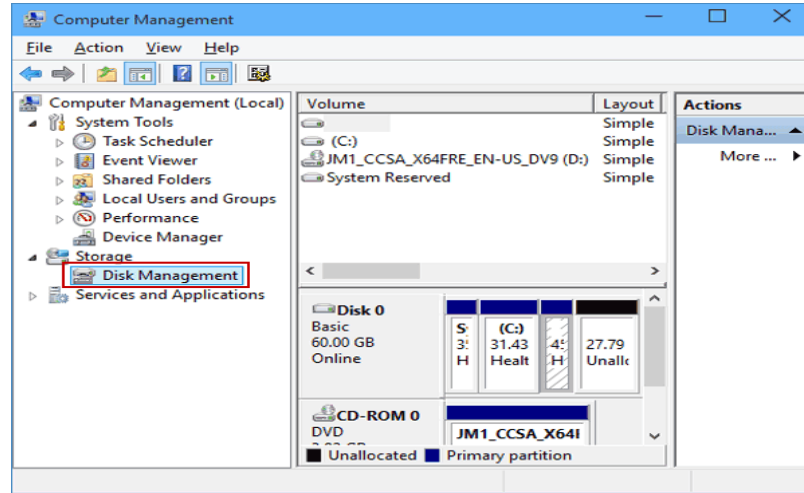 Computer Management
File Action View Help
Computer Management (Local)
System Tools
Task Scheduler
Event Viewer
Shared Folders
Local Users and Groups
Performance
Device Manager
Storage
Disk Management
Services and Applications
Volume Layout
Simple
(C:) Simple
JM1_CCSA_X64FRE_EN-US_DV9 (D:) Simple
System Reserved Simple
Disk 0
Basic
60.00 GB
Online
S
H
(C:)
31.43
Healt
H
27.79
Unallo
CD-ROM 0
DVD
JM1_CCSA_X64
Unallocated Primary partition
Actions
Disk Mana...
More ...